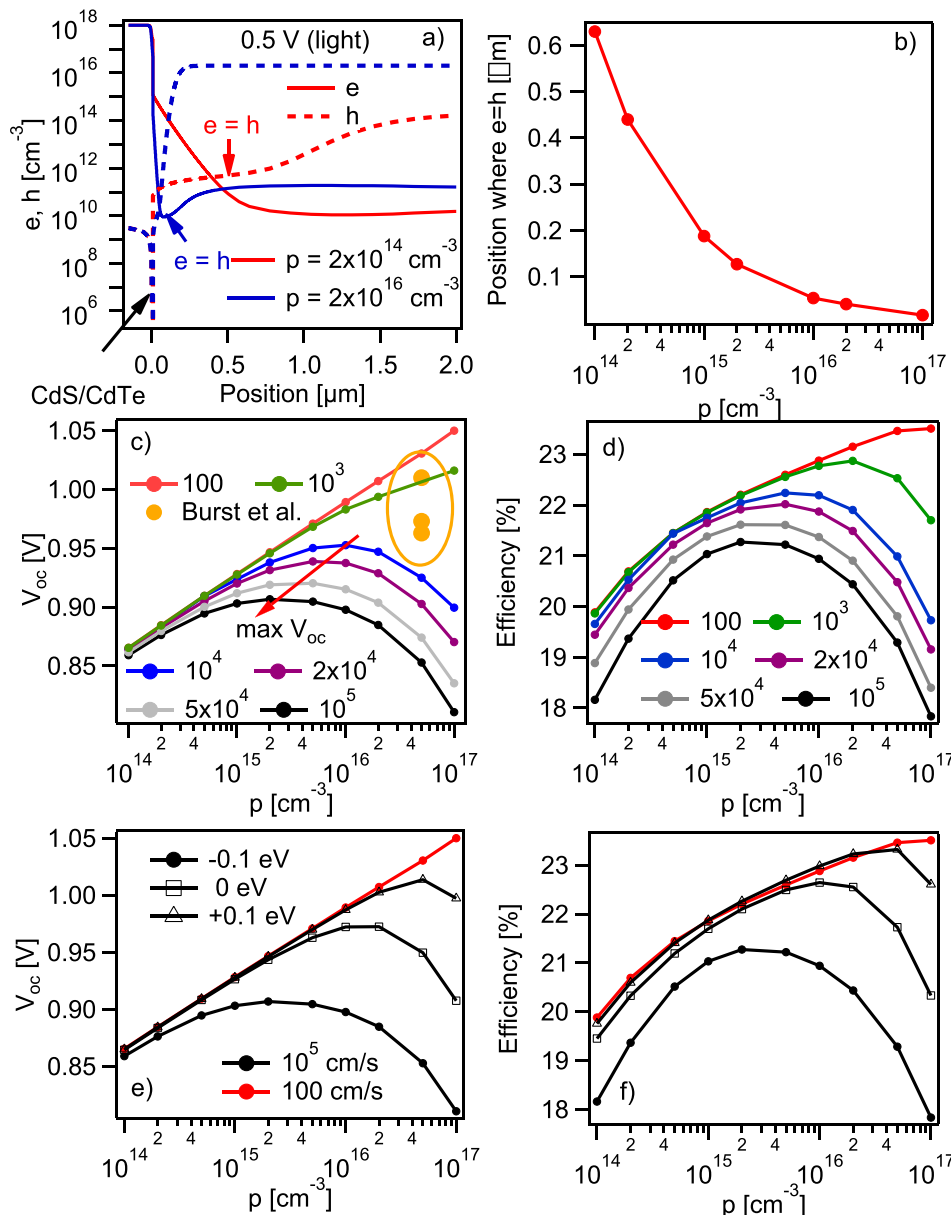 0.5 V (light) a)
10^18
10^16
10^14
10^12
10^10
10^8
10^6
e, h [cm^-3]
e
h
e = h
e = h
p = 2x10^14 cm^-3
p = 2x10^16 cm^-3
0.0 0.5 1.0 1.5 2.0
Position [µm]
CdS/CdTe
b)
0.6
0.5
0.4
0.3
0.2
0.1
Position where e=h [□m]
2 4 2 4 2 4
10^14 10^15 10^16 10^17
p [cm^-3]
c)
1.05
1.00
0.95
0.90
0.85
V_oc [V]
100 10^3
Burst et al.
max V_oc
10^4 2x10^4
5x10^4 10^5
2 4 2 4 2 4
10^14 10^15 10^16 10^17
p [cm^-3]
d)
23
22
21
20
19
18
Efficiency [%]
100 10^3
10^4 2x10^4
5x10^4 10^5
2 4 2 4 2 4
10^14 10^15 10^16 10^17
p [cm^-3]
1.05
1.00
0.95
0.90
0.85
V_oc [V]
-0.1 eV
0 eV
+0.1 eV
10^5 cm/s
100 cm/s
e)
2 4 2 4 2 4
10^14 10^15 10^16 10^17
p [cm^-3]
23
22
21
20
19
18
Efficiency [%]
f)
2 4 2 4 2 4
10^14 10^15 10^16 10^17
p [cm^-3]